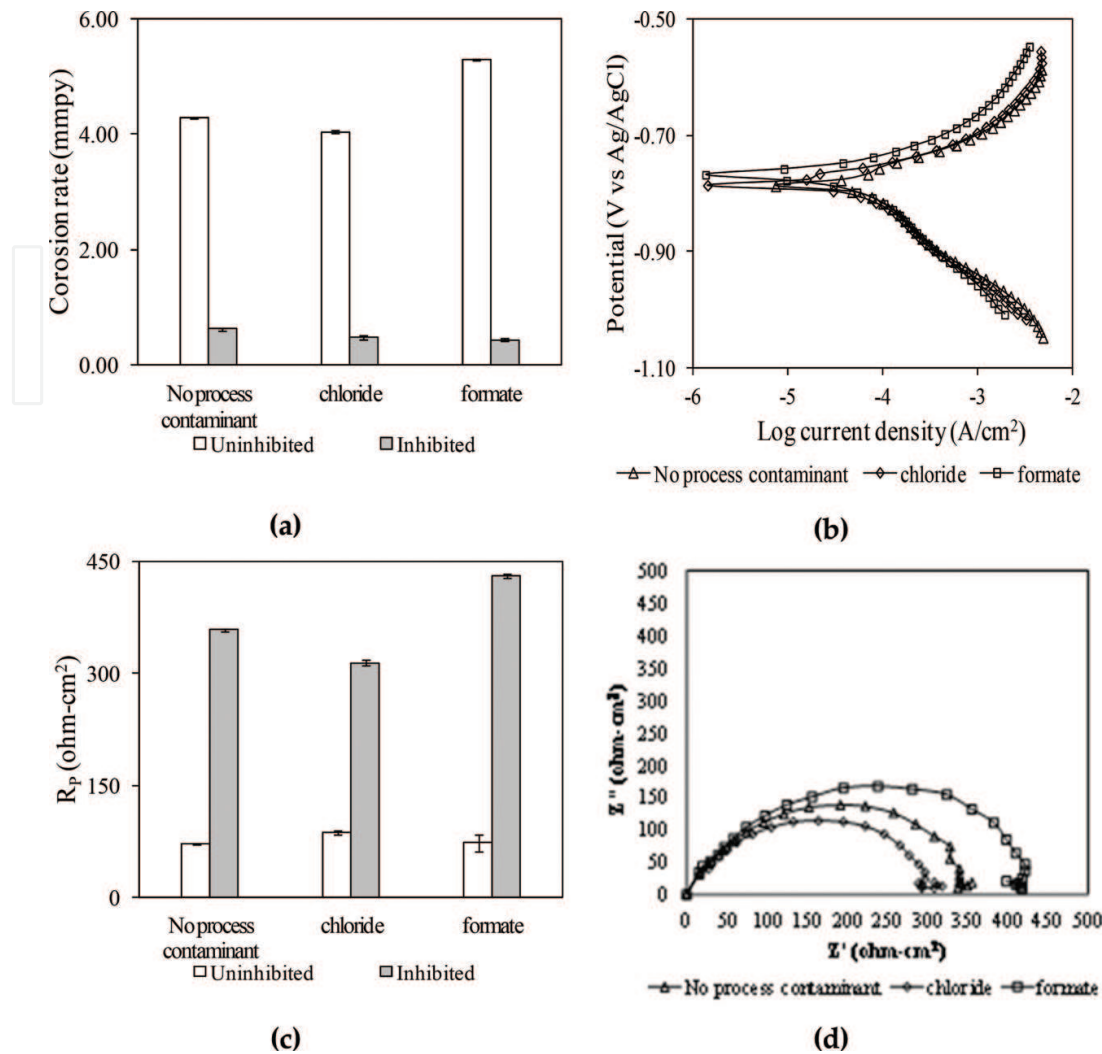 6.00
4.00
2.00
0.00
Corosion rate (mmpy)
No process
contaminant
chloride
formate
Uninhibited
Inhibited
(a)
-0.50
-0.70
-0.90
-1.10
Potential (V vs Ag/AgCl)
-6 -5 -4 -3 -2
Log current density (A/cm²)
No process contaminant chloride formate
(b)
450
300
150
0
R_P (ohm-cm²)
No process
contaminant
chloride
formate
Uninhibited
Inhibited
(c)
500
450
400
350
300
250
200
150
100
50
0
Z" (ohm-cm²)
0 50 100 150 200 250 300 350 400 450 500
Z' (ohm-cm²)
No process contaminant chloride formate
(d)